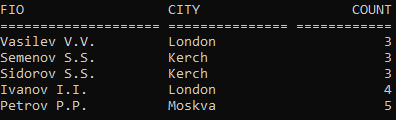 FIO                  CITY                   COUNT
==================== =============== ============
Vasilev V.V.         London                     3
Semenov S.S.         Kerch                      3
Sidorov S.S.         Kerch                      3
Ivanov I.I.          London                     4
Petrov P.P.          Moskva                     5